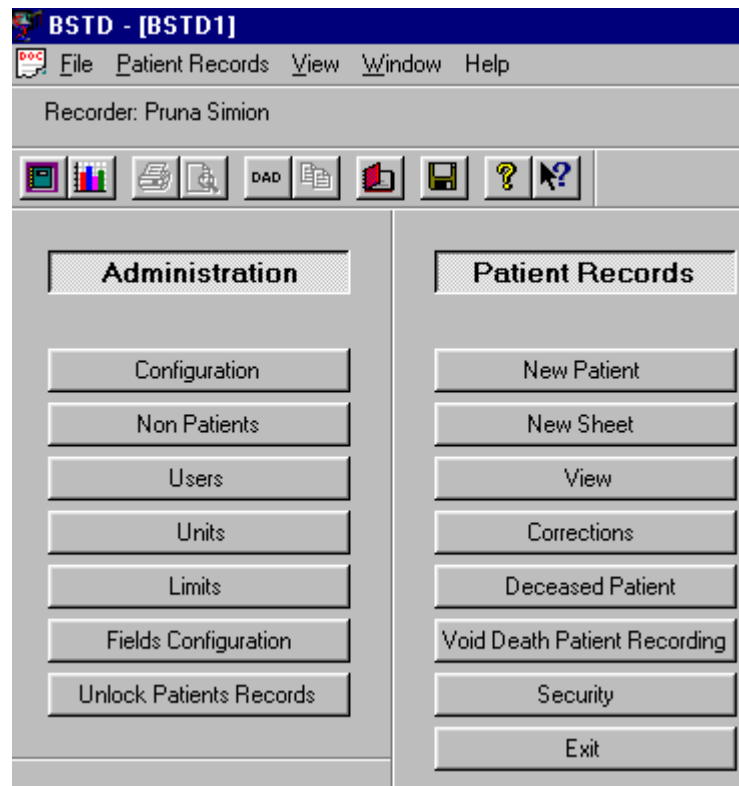 BSTD - [BSTD1]
DOC
File Patient Records View Window Help
Recorder: Pruna Simion
DAD
Administration
Configuration
Non Patients
Users
Units
Limits
Fields Configuration
Unlock Patients Records
Patient Records
New Patient
New Sheet
View
Corrections
Deceased Patient
Void Death Patient Recording
Security
Exit